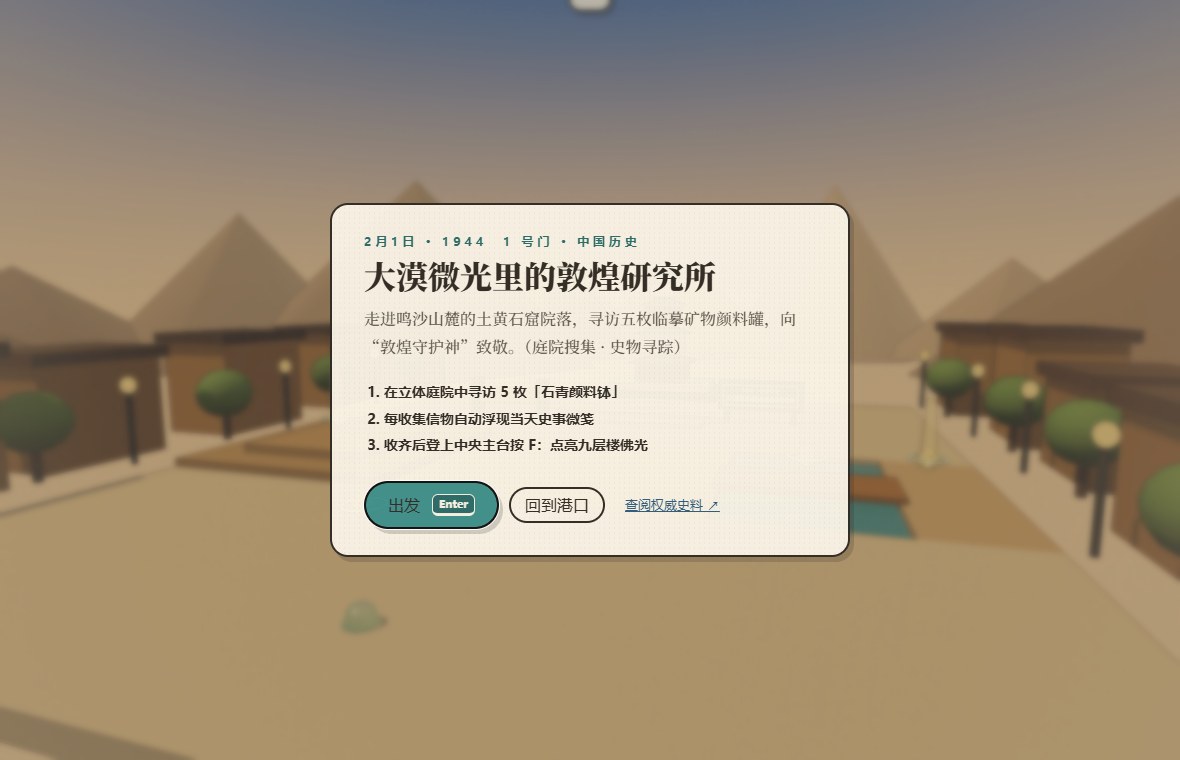 2月1日 • 1944 1 号门 • 中国历史
大漠微光里的敦煌研究所
走进鸣沙山麓的土黄石窟院落，寻访五枚临摹矿物颜料罐，向
“敦煌守护神”致敬。（庭院搜集 · 史物寻踪）
1. 在立体庭院中寻访 5 枚「石青颜料钵」
2. 每收集信物自动浮现当天史事微笺
3. 收齐后登上中央主台按 F：点亮九层楼佛光
出发 Enter 回到港口 查阅权威史料 ↗